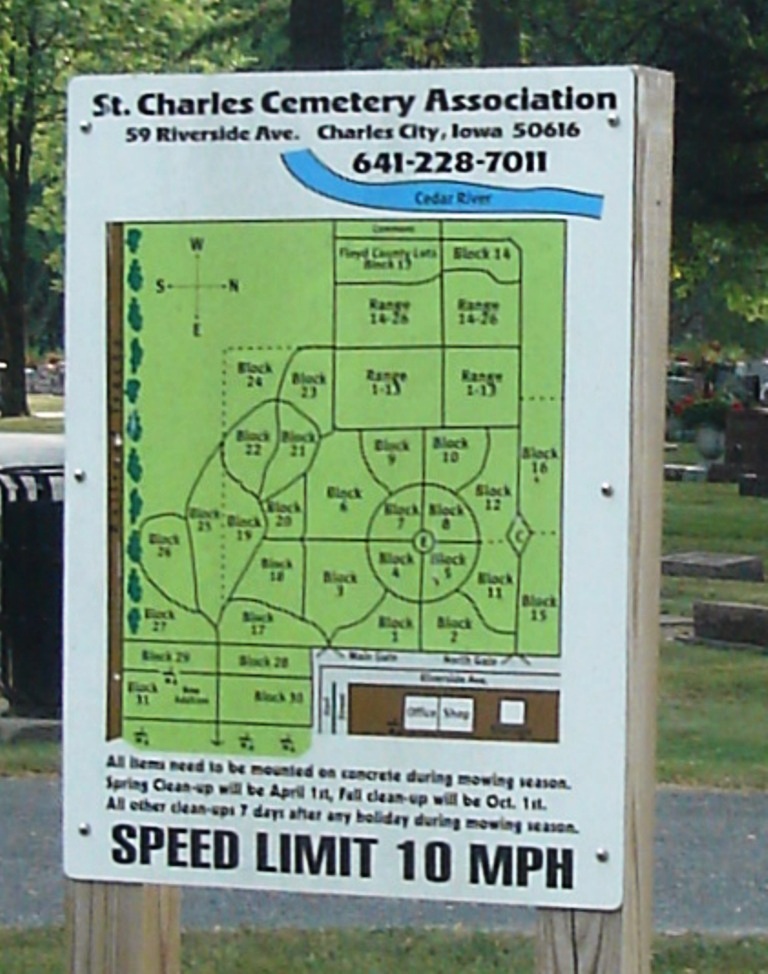 St. Charles Cemetery Association
59 Riverside Ave. Charles City, Iowa 50616
641-228-7011
Cedar River
Commons
Floyd County Lots
Block 14
W
S N
E
Range
14-26
Range
14-26
Block
24
Block
23
Range
1-13
Range
1-13
Block
22
Block
21
Block
9
Block
10
Block
16
Block
25
Block
19
Block
20
Block
6
Block
7
Block
8
Block
12
Block
26
Block
18
Block
3
Block
4
Block
5
Block
11
Block
15
Block
27
Block
17
Block
1
Block
2
Block 29
Block 28
Main Gate
North Gate
Riverside Ave.
Block
31
New
Addition
Block 30
Office
Shop
All items need to be mounted on concrete during mowing season.
Spring Clean-up will be April 1st, Fall clean-up will be Oct. 1st.
All other clean-ups 7 days after any holiday during mowing season.
SPEED LIMIT 10 MPH